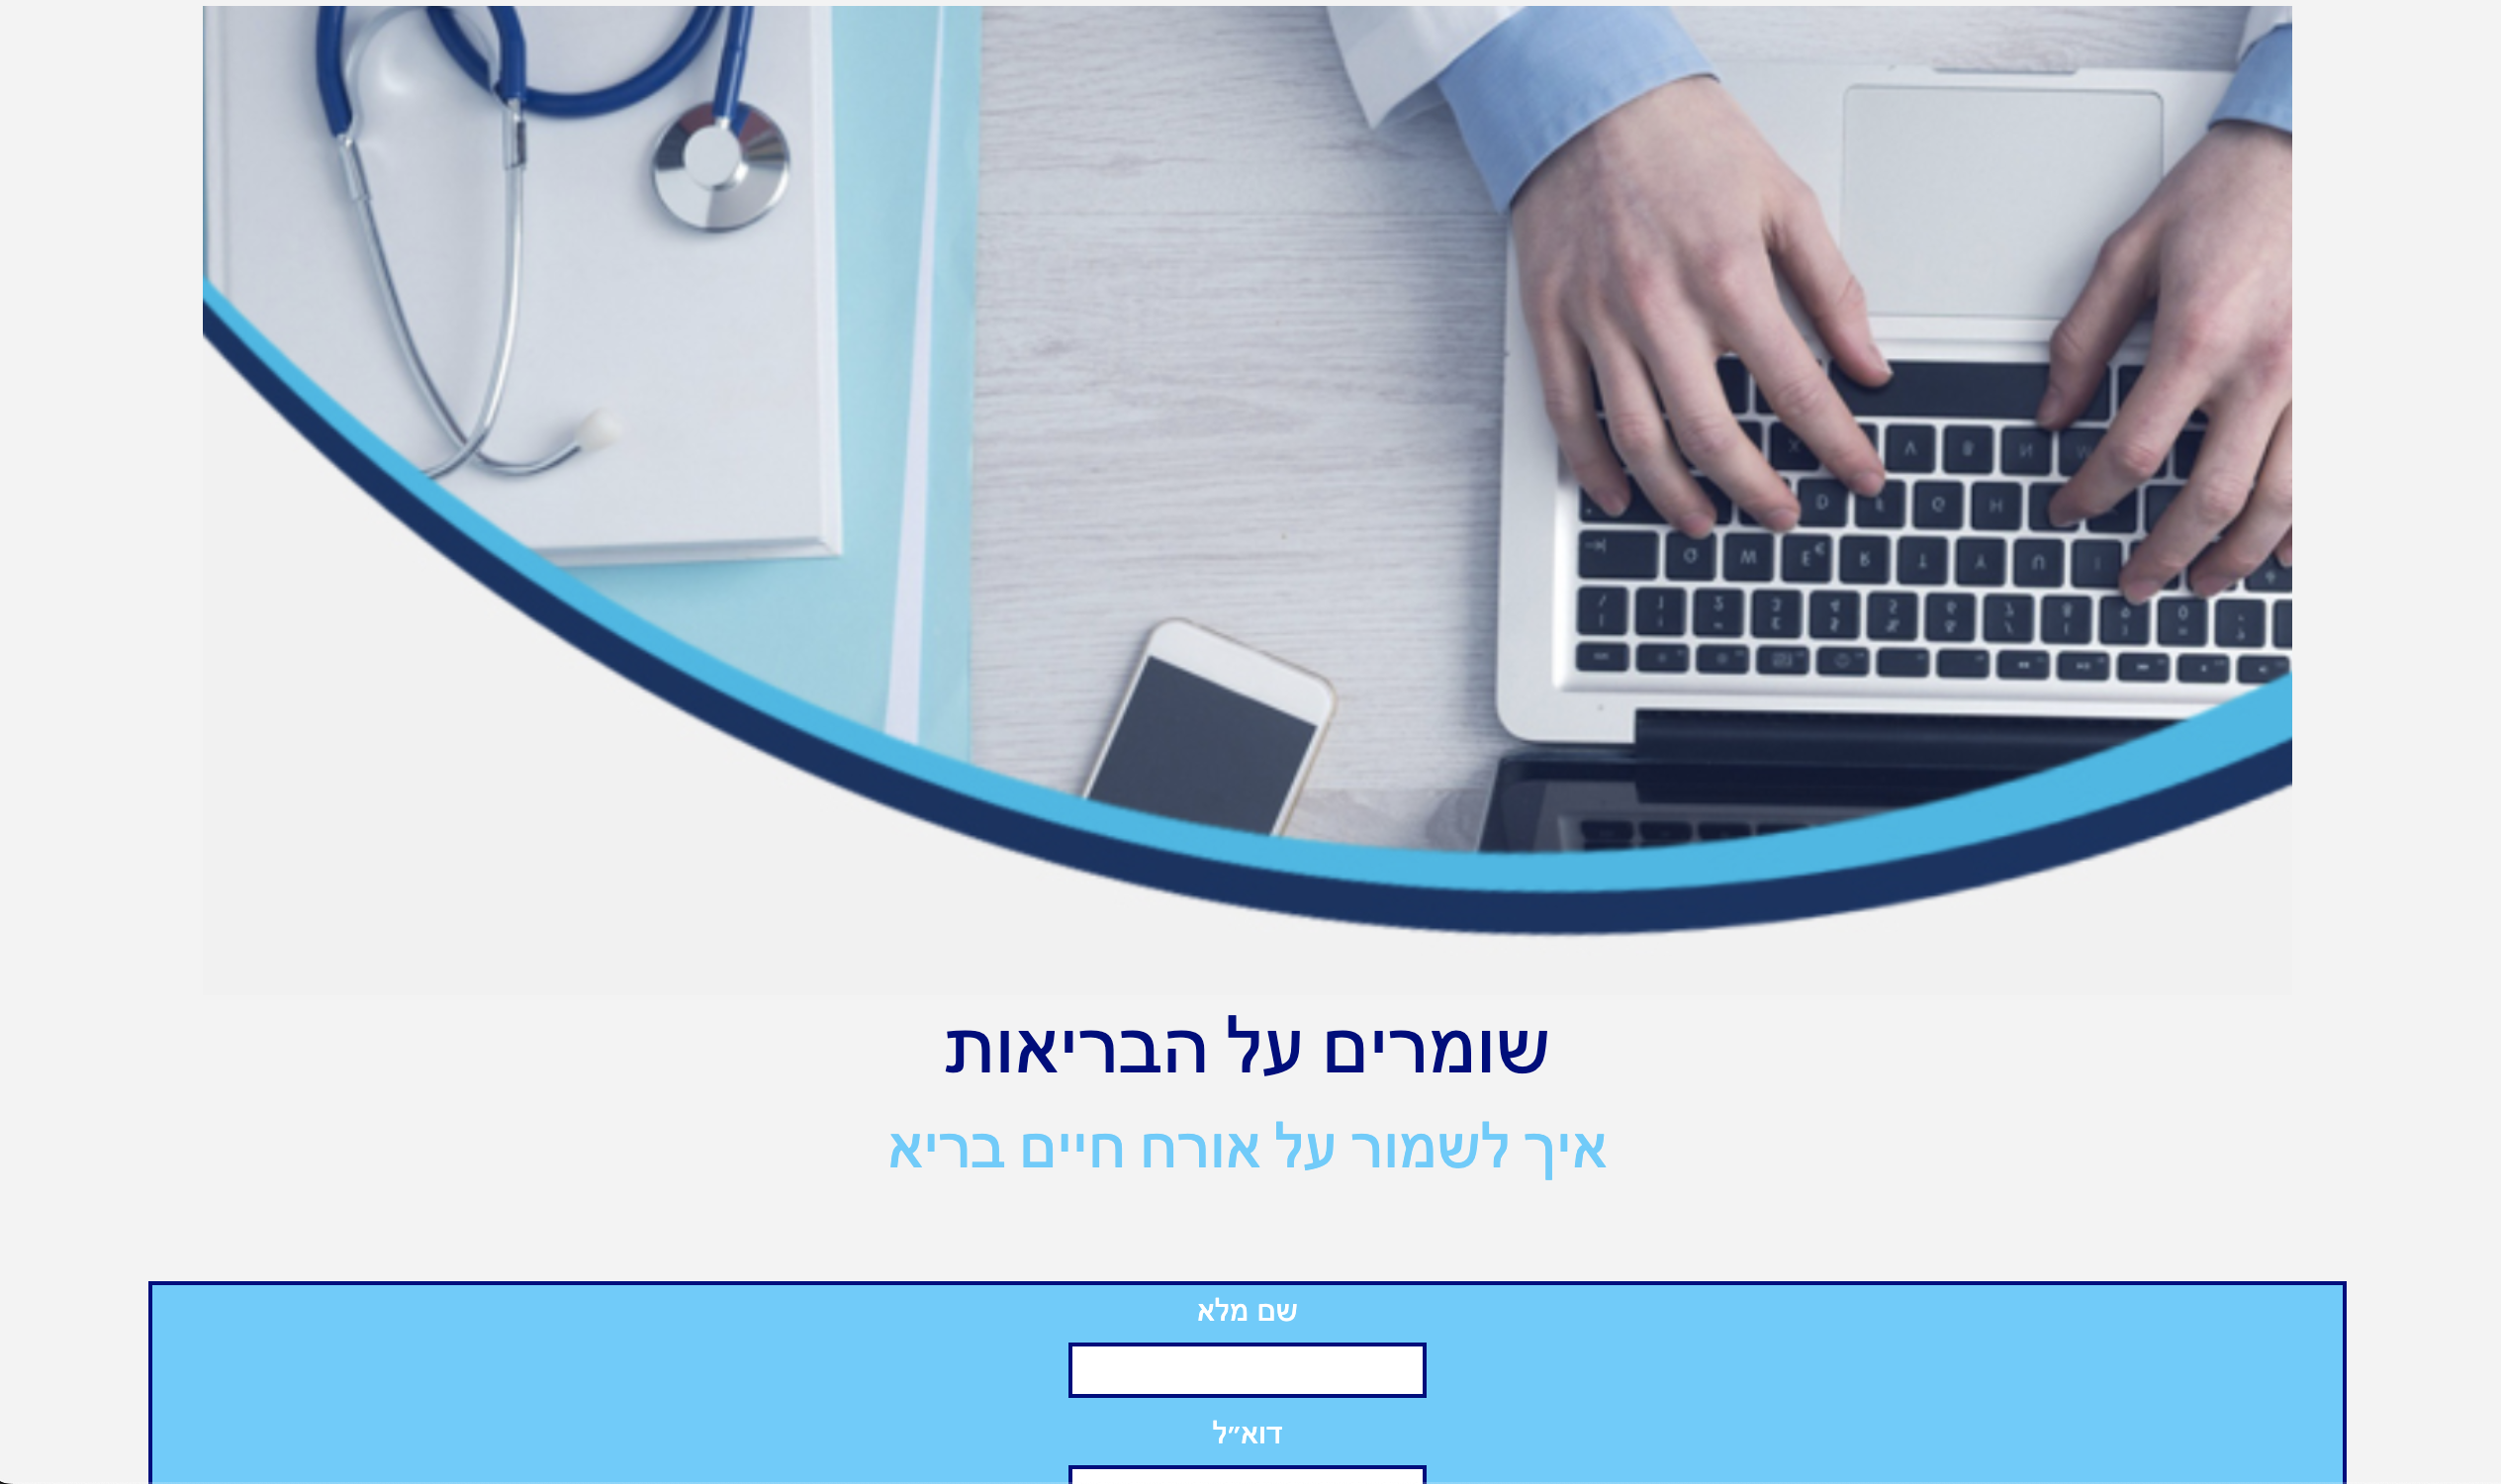 שומרים על הבריאות
איך לשמור על אורח חיים בריא
שם מלא
דוא״ל